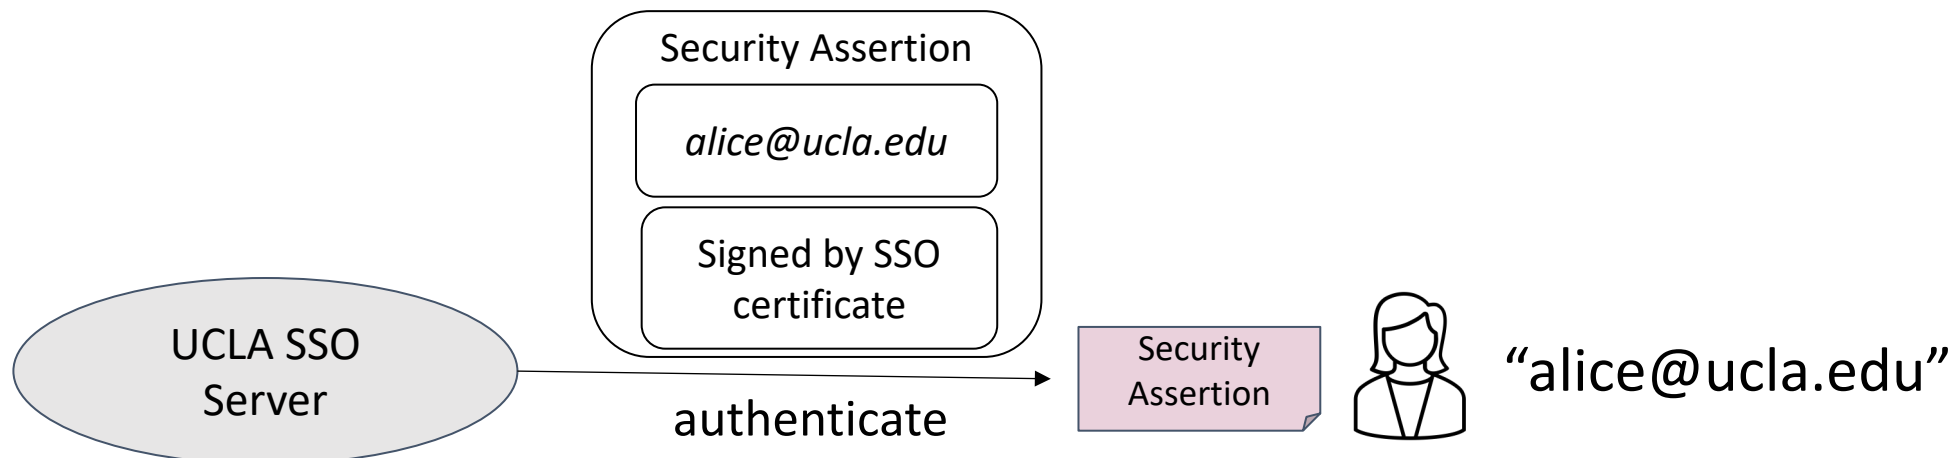 Security Assertion
alice@ucla.edu
Signed by SSO
certificate
UCLA SSO
Server
authenticate
Security
Assertion
“alice@ucla.edu”